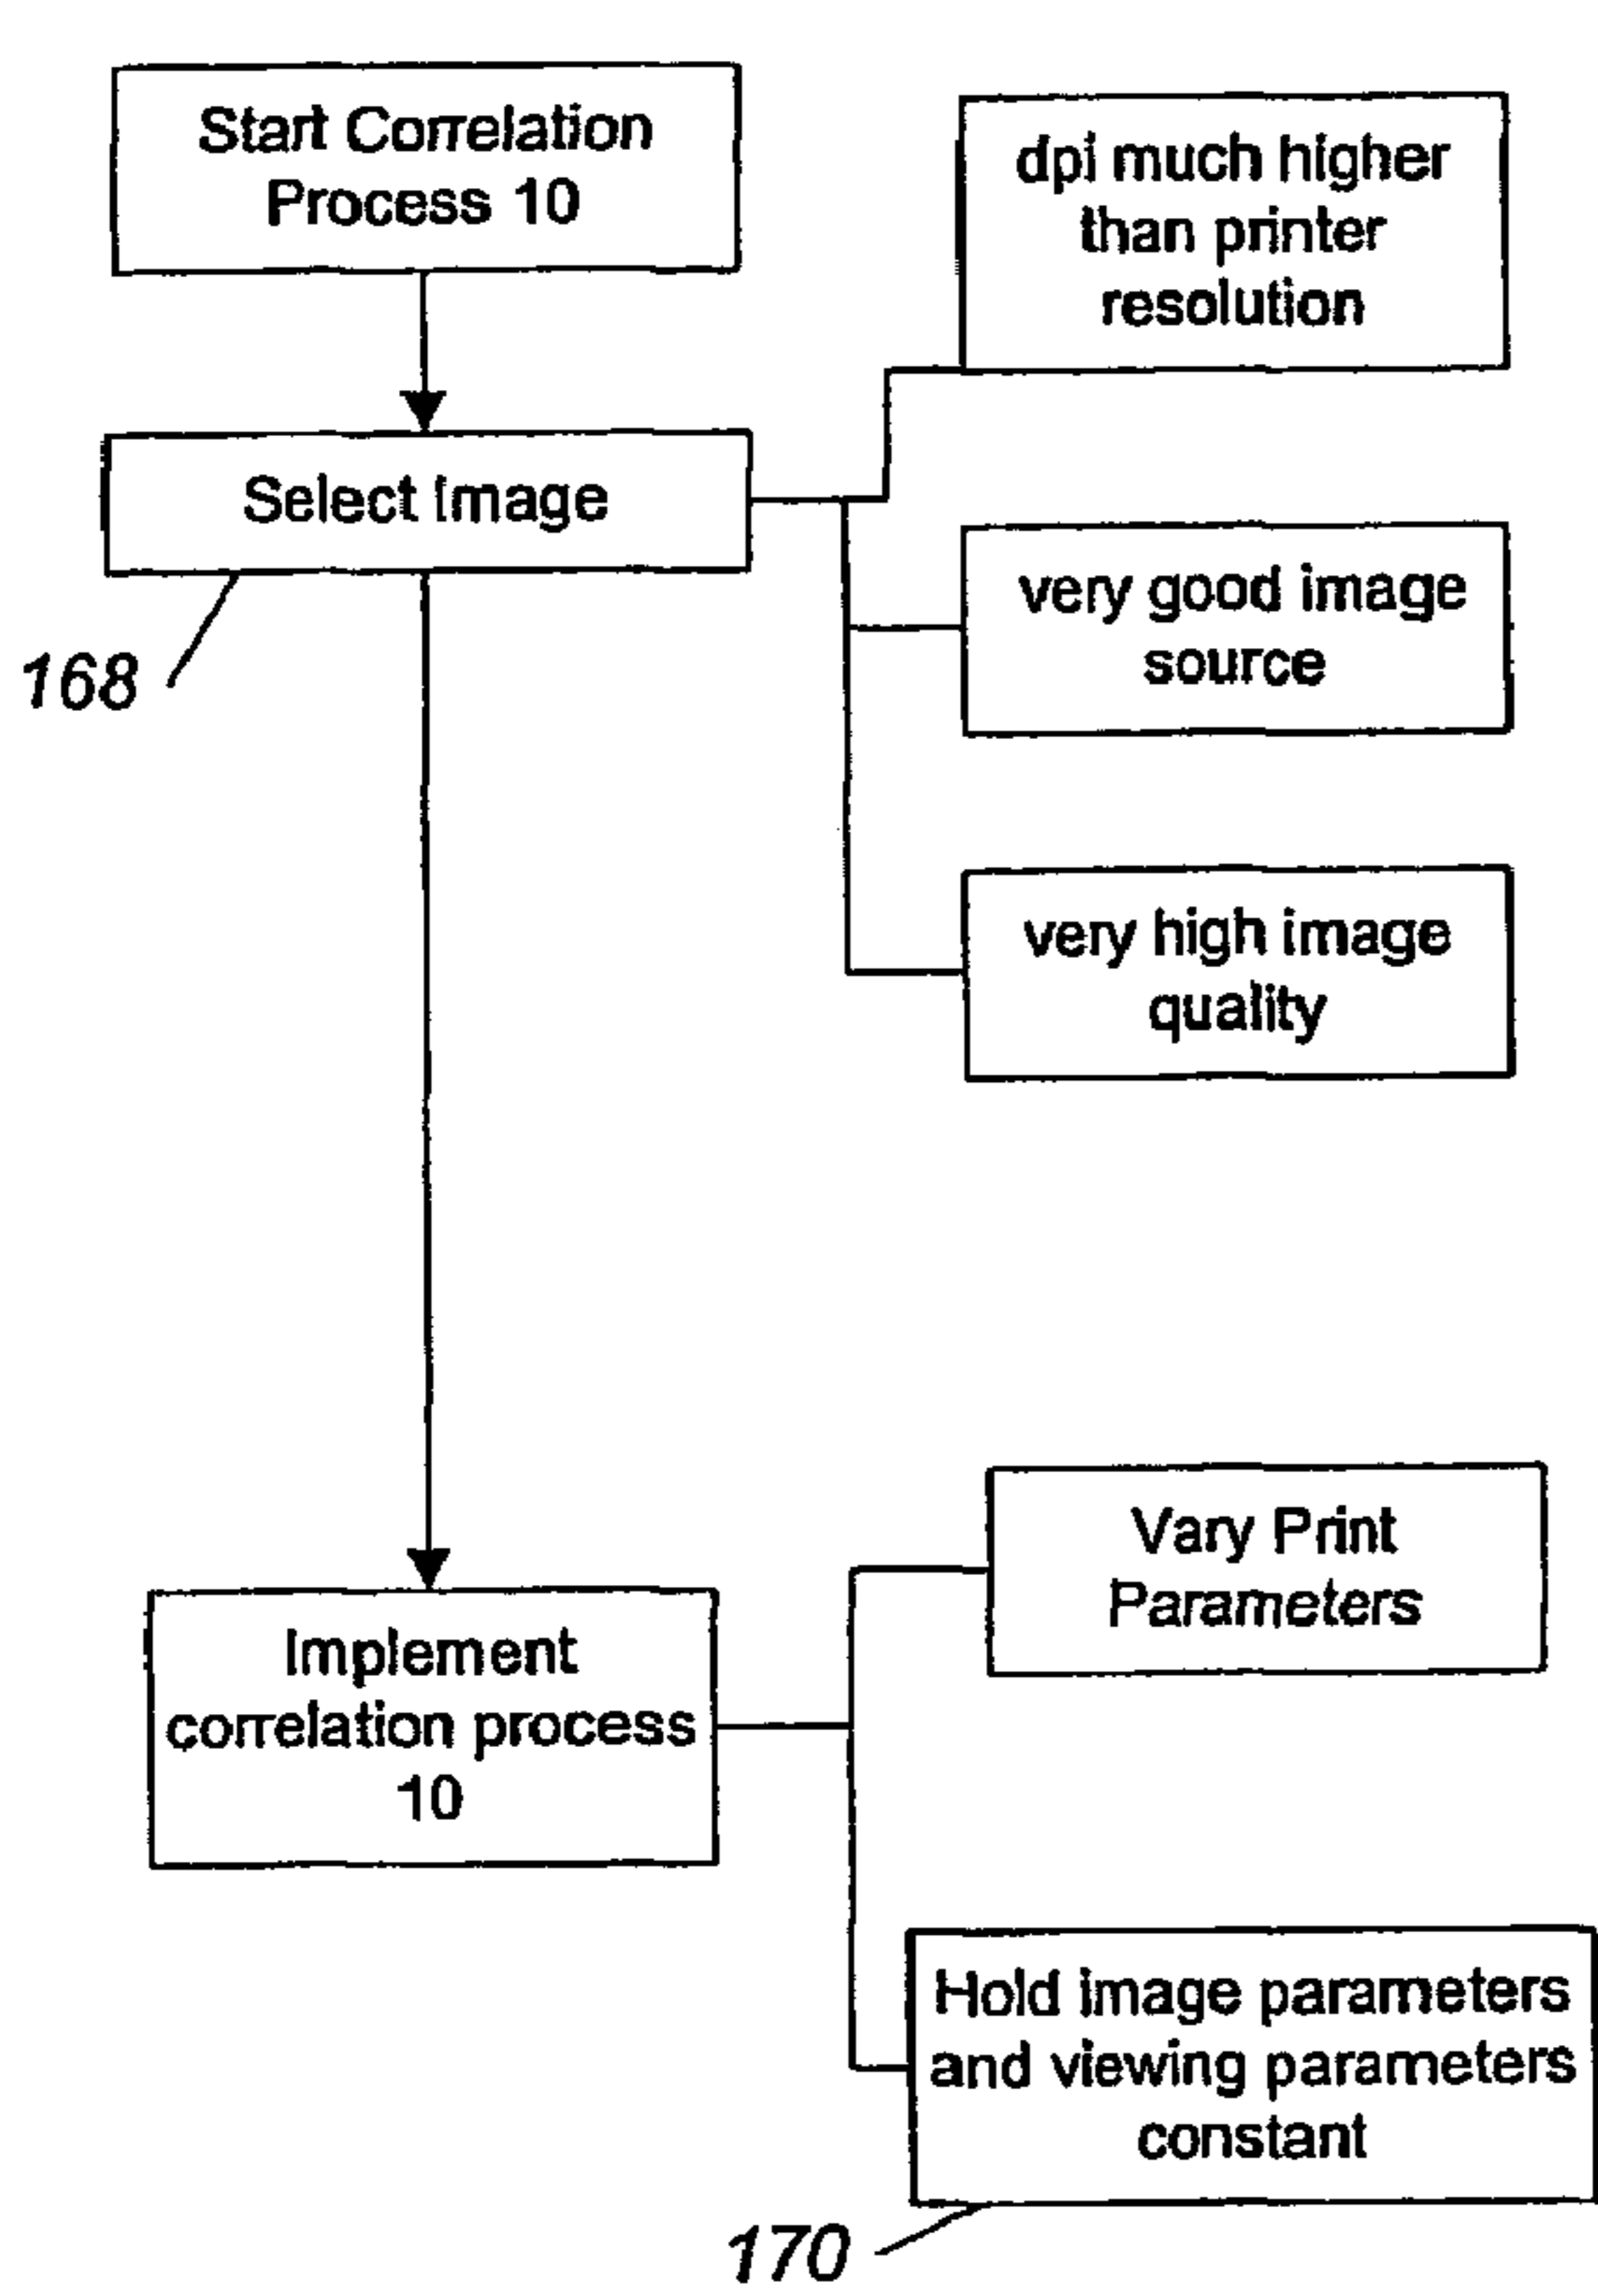 Start Correlation
Process 10
dpi much higher
than printer
resolution
Select Image
168
very good image
source
very high image
quality
Vary Print
Parameters
Implement
correlation process
10
Hold image parameters
and viewing parameters
constant
170